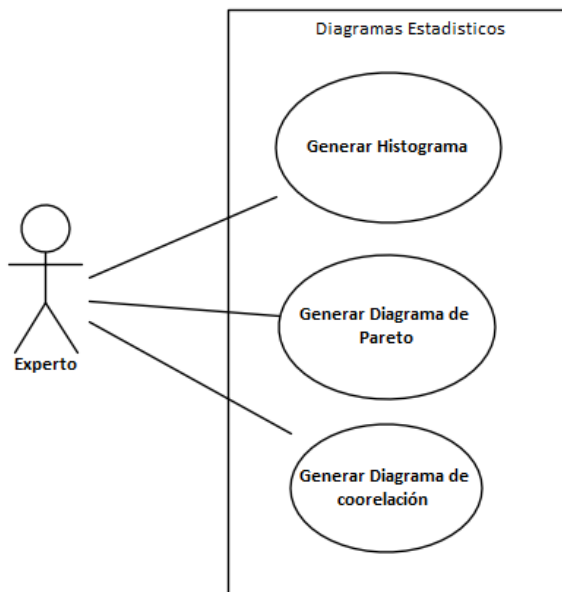 Diagramas Estadisticos
Generar Histograma
Generar Diagrama de
Pareto
Experto
Generar Diagrama de
coorelación